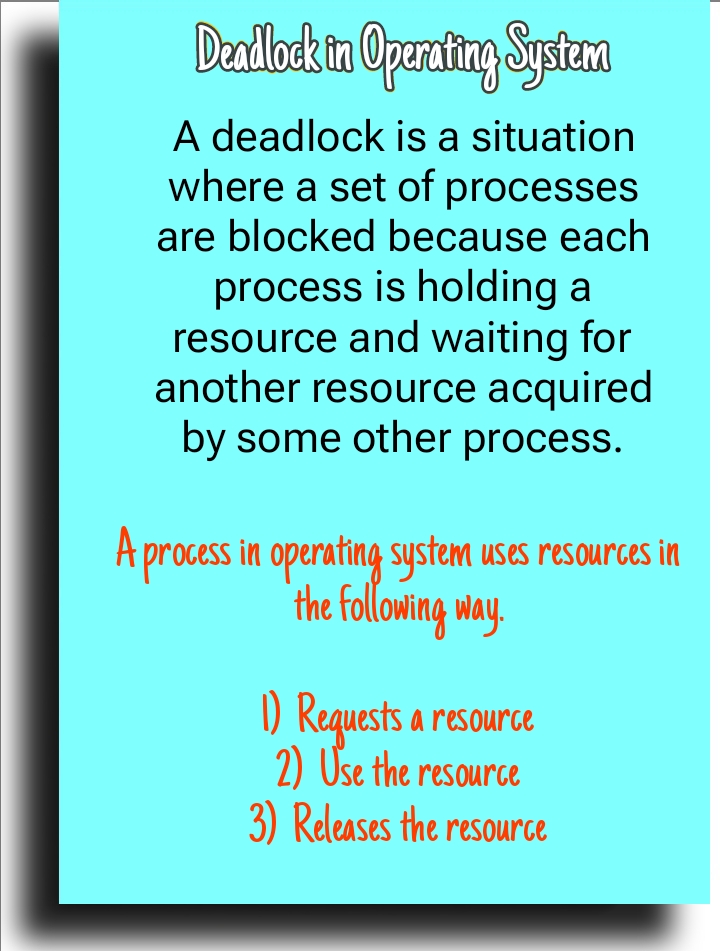 Deadlock in Operating System
A deadlock is a situation
where a set of processes
are blocked because each
process is holding a
resource and waiting for
another resource acquired
by some other process.
A process in operating system uses resources in
the following way.
1) Requests a resource
2) Use the resource
3) Releases the resource